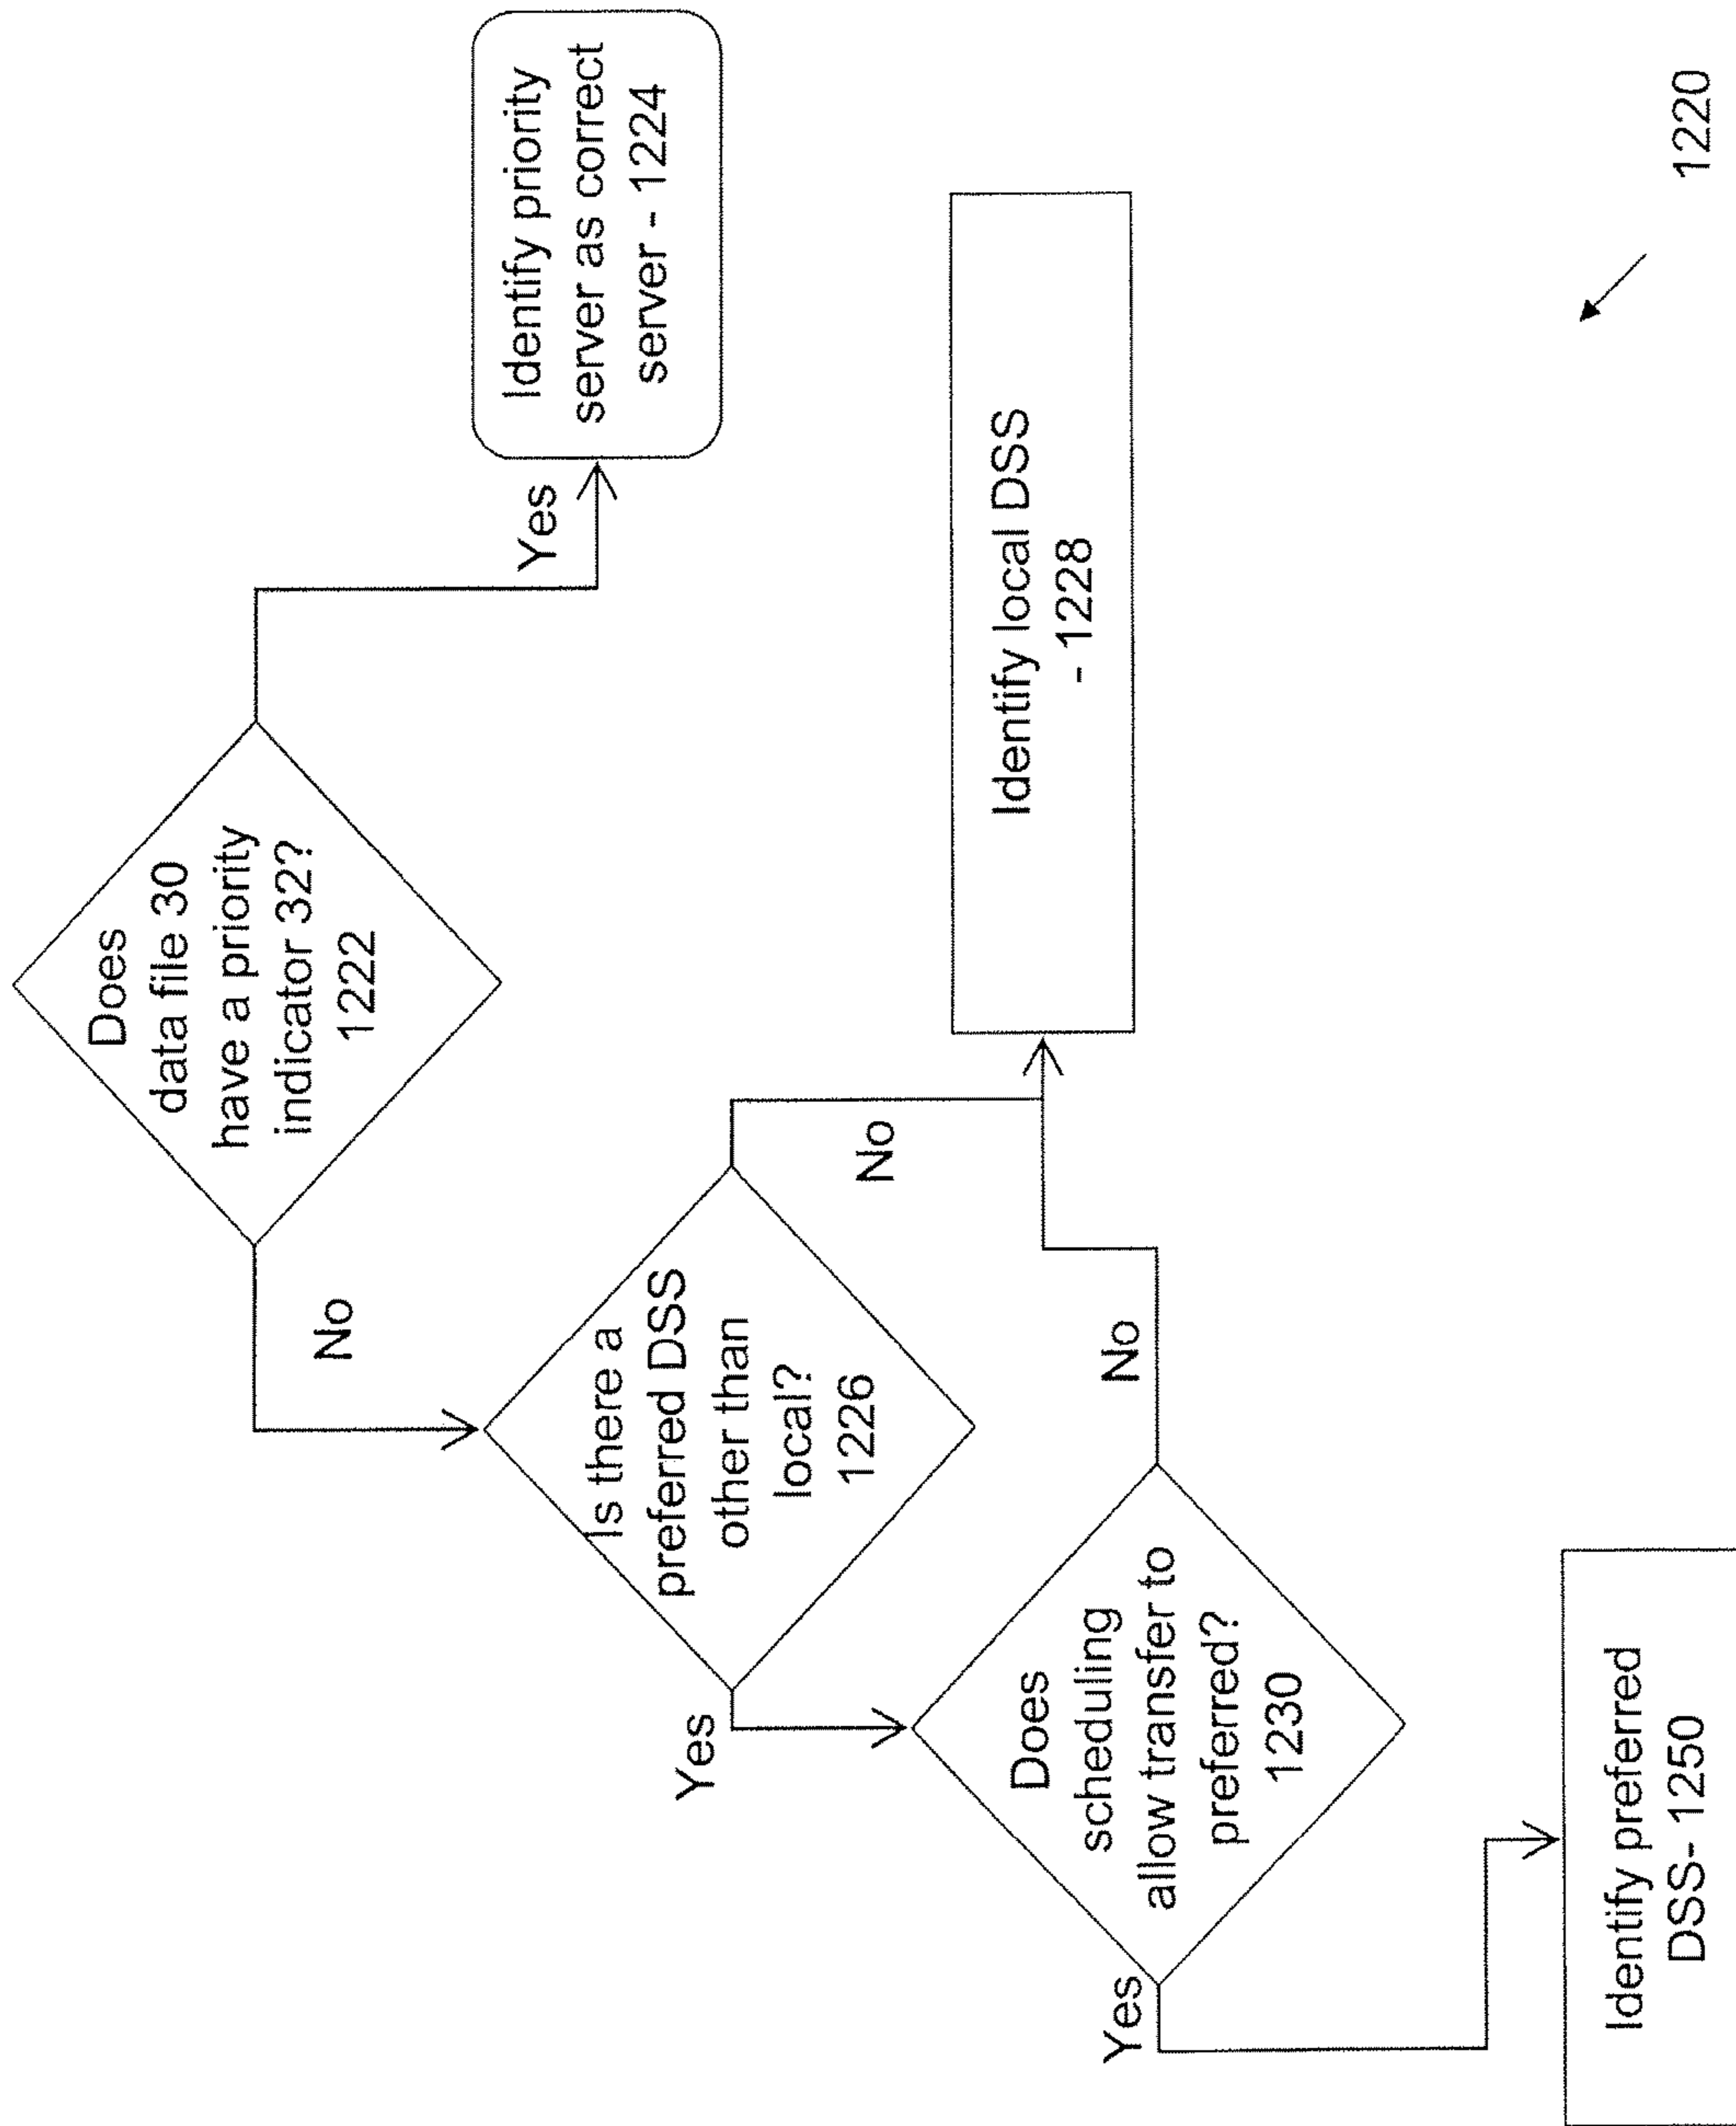 Does
data file 30
have a priority
indicator 32?
1222
Yes
Identify priority
server as correct
server - 1224
No
Is there a
preferred DSS
other than
local?
1226
No
Identify local DSS
- 1228
Yes
Does
scheduling
allow transfer to
preferred?
1230
No
Yes
Identify preferred
DSS- 1250
1220